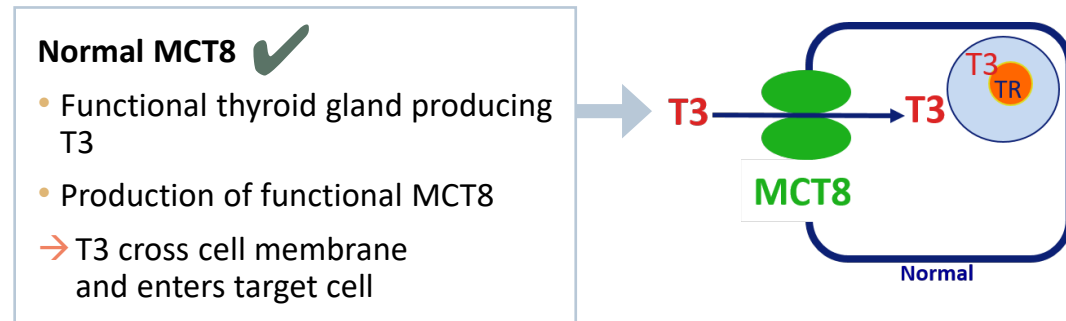 Normal MCT8
• Functional thyroid gland producing
T3
• Production of functional MCT8
→ T3 cross cell membrane
and enters target cell
T3
T3
T3
TR
MCT8
Normal